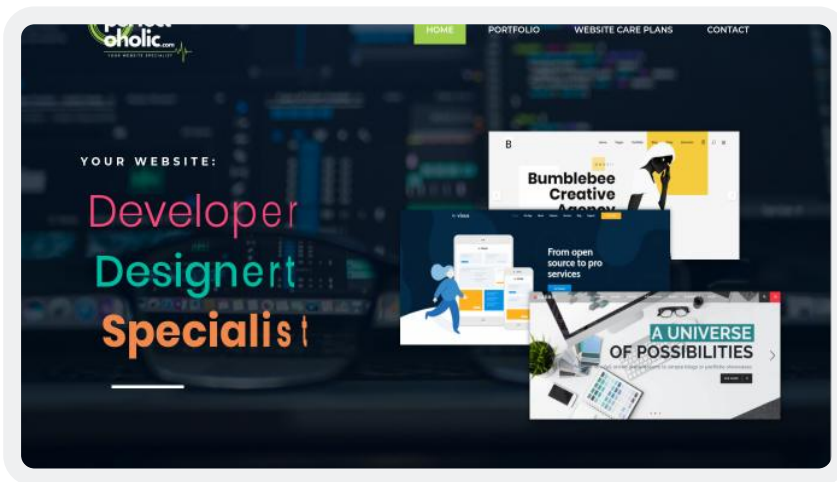 oholic.com
YOUR WEBSITE SPECIALIST
HOME PORTFOLIO WEBSITE CARE PLANS CONTACT
YOUR WEBSITE:
Developer
Designert
Specialist
B
Bumblebee
Creative
Agency
From open
source to pro
services
A UNIVERSE
OF POSSIBILITIES